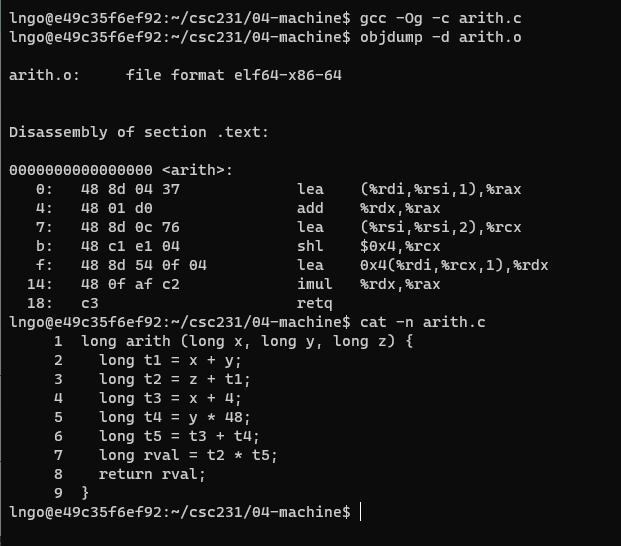 lngo@e49c35f6ef92:~/csc231/04-machine$ gcc -Og -c arith.c
lngo@e49c35f6ef92:~/csc231/04-machine$ objdump -d arith.o

arith.o:     file format elf64-x86-64


Disassembly of section .text:

0000000000000000 <arith>:
   0:   48 8d 04 37             lea    (%rdi,%rsi,1),%rax
   4:   48 01 d0                add    %rdx,%rax
   7:   48 8d 0c 76             lea    (%rsi,%rsi,2),%rcx
   b:   48 c1 e1 04             shl    $0x4,%rcx
   f:   48 8d 54 0f 04          lea    0x4(%rdi,%rcx,1),%rdx
  14:   48 0f af c2             imul   %rdx,%rax
  18:   c3                      retq
lngo@e49c35f6ef92:~/csc231/04-machine$ cat -n arith.c
     1  long arith (long x, long y, long z) {
     2    long t1 = x + y;
     3    long t2 = z + t1;
     4    long t3 = x + 4;
     5    long t4 = y * 48;
     6    long t5 = t3 + t4;
     7    long rval = t2 * t5;
     8    return rval;
     9  }
lngo@e49c35f6ef92:~/csc231/04-machine$